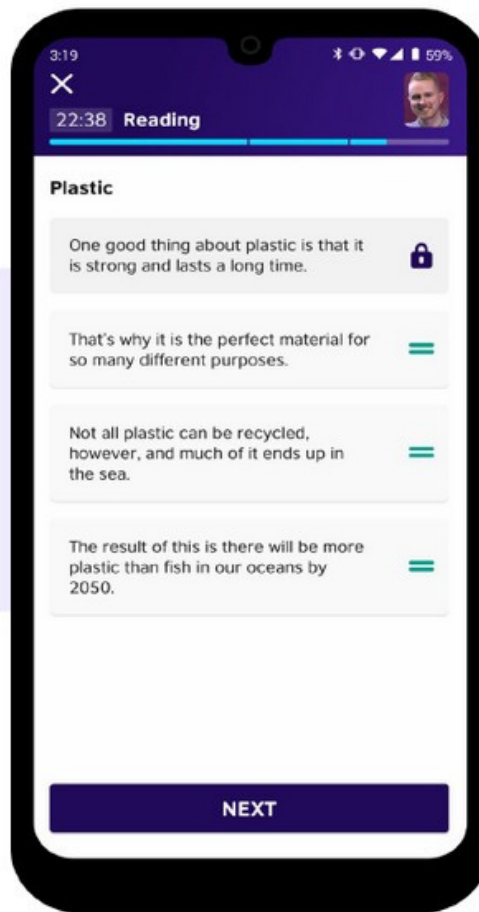 3:19
59%
22:38 Reading
Plastic
One good thing about plastic is that it
is strong and lasts a long time.
That's why it is the perfect material for
so many different purposes.
Not all plastic can be recycled,
however, and much of it ends up in
the sea.
The result of this is there will be more
plastic than fish in our oceans by
2050.
NEXT